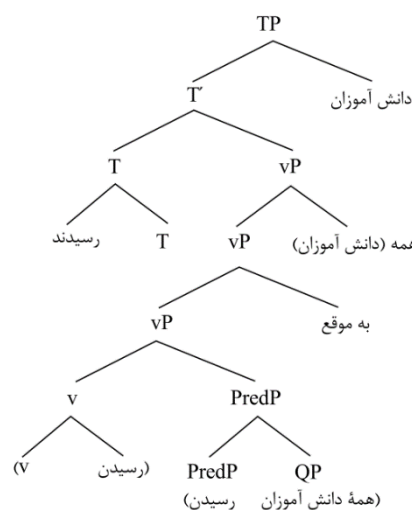 TP
T′ دانش آموزان
T vP
رسیدند T vP همه (دانش آموزان)
vP به موقع
v PredP
(v (رسیدن PredP QP
رسیدن) (همهٔ دانش آموزان